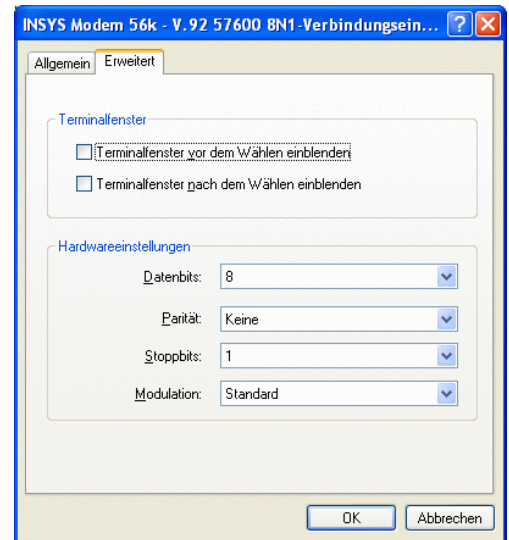 INSYS Modem 56k - V.92 57600 8N1-Verbindungsein...
Allgemein Erweitert
Terminalfenster
Terminalfenster vor dem Wählen einblenden
Terminalfenster nach dem Wählen einblenden
Hardwareeinstellungen
Datenbits: 8
Parität: Keine
Stoppbits: 1
Modulation: Standard
OK Abbrechen